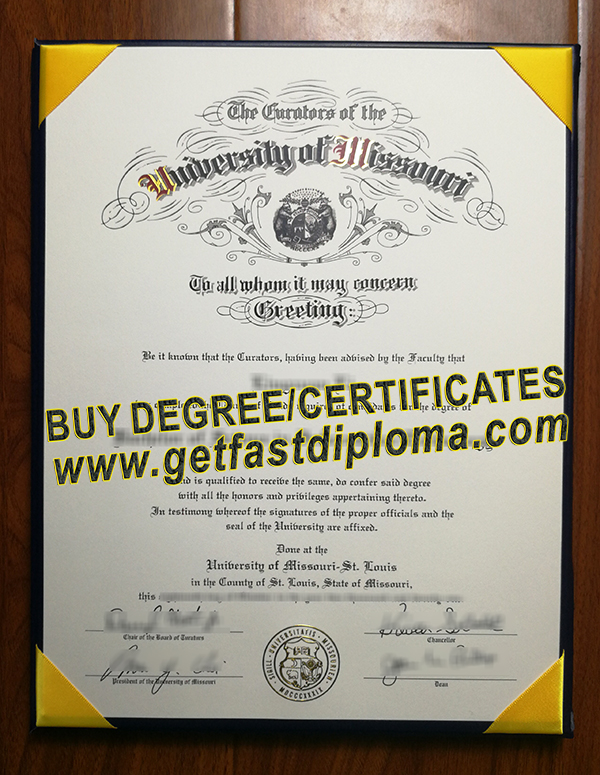 The Curators of the
University of Missouri
To all whom it may concern
Greeting:
Be it known that the Curators, having been advised by the Faculty that
BUY DEGREE/CERTIFICATES
www.getfastdiploma.com
and is qualified to receive the same, do confer said degree
with all the honors and privileges appertaining thereto.
In testimony whereof the signatures of the proper officials and the
seal of the University are affixed.
Done at the
University of Missouri-St. Louis
in the County of St. Louis, State of Missouri,
this
Chair of the Board of Curators
Chancellor
SIGILL · UNIVERSITATIS · MISSOURIEN
MDCCCXXXIX
President of the University of Missouri
Dean